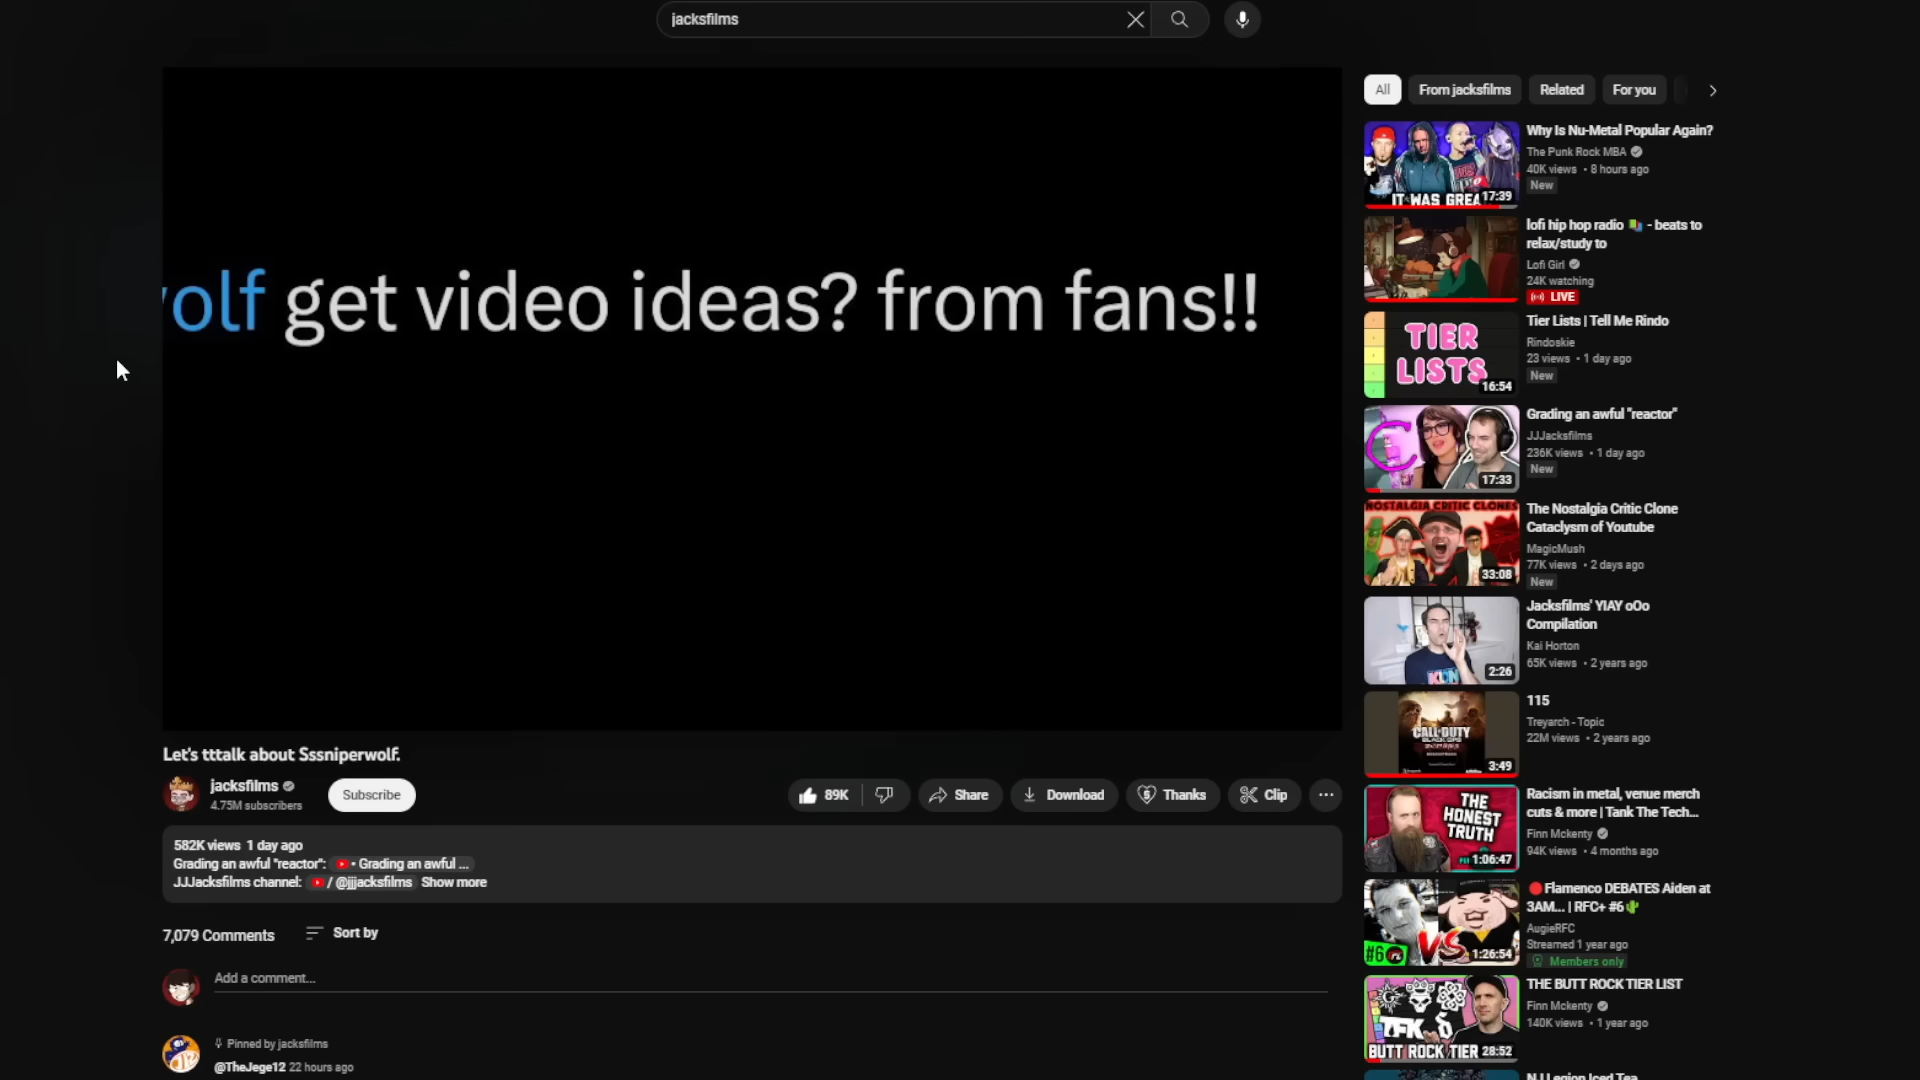 jacksfilms
olf get video ideas? from fans!!
Let's tttalk about Sssniperwolf.
jacksfilms
4.75M subscribers
Subscribe
89K
Share
Download
Thanks
Clip
582K views 1 day ago
Grading an awful "reactor": • Grading an awful ...
JJJacksfilms channel: / @jjjacksfilms Show more
7,079 Comments
Sort by
Add a comment...
Pinned by jacksfilms
@TheJege12 22 hours ago
All
From jacksfilms
Related
For you
IT WAS GREA
17:39
Why Is Nu-Metal Popular Again?
The Punk Rock MBA
40K views • 8 hours ago
New
lofi hip hop radio - beats to
relax/study to
Lofi Girl
24K watching
LIVE
TIER
LISTS
16:54
Tier Lists | Tell Me Rindo
Rindoskie
23 views • 1 day ago
New
C
17:33
Grading an awful "reactor"
JJJacksfilms
236K views • 1 day ago
New
NOSTALGIA CRITIC CLONES
33:08
The Nostalgia Critic Clone
Cataclysm of Youtube
MagicMush
77K views • 2 days ago
New
2:26
Jacksfilms' YIAY oOo
Compilation
Kai Horton
65K views • 2 years ago
CALL OF DUTY
3:49
115
Treyarch - Topic
22M views • 2 years ago
THE
HONEST
TRUTH
1:06:47
Racism in metal, venue merch
cuts & more | Tank The Tech...
Finn Mckenty
94K views • 4 months ago
#6
VS
1:26:54
Flamenco DEBATES Aiden at
3AM... | RFC+ #6
AugieRFC
Streamed 1 year ago
Members only
TFK
BUTT ROCK TIER
28:52
THE BUTT ROCK TIER LIST
Finn Mckenty
140K views • 1 year ago
NJ Legion Iced Tea